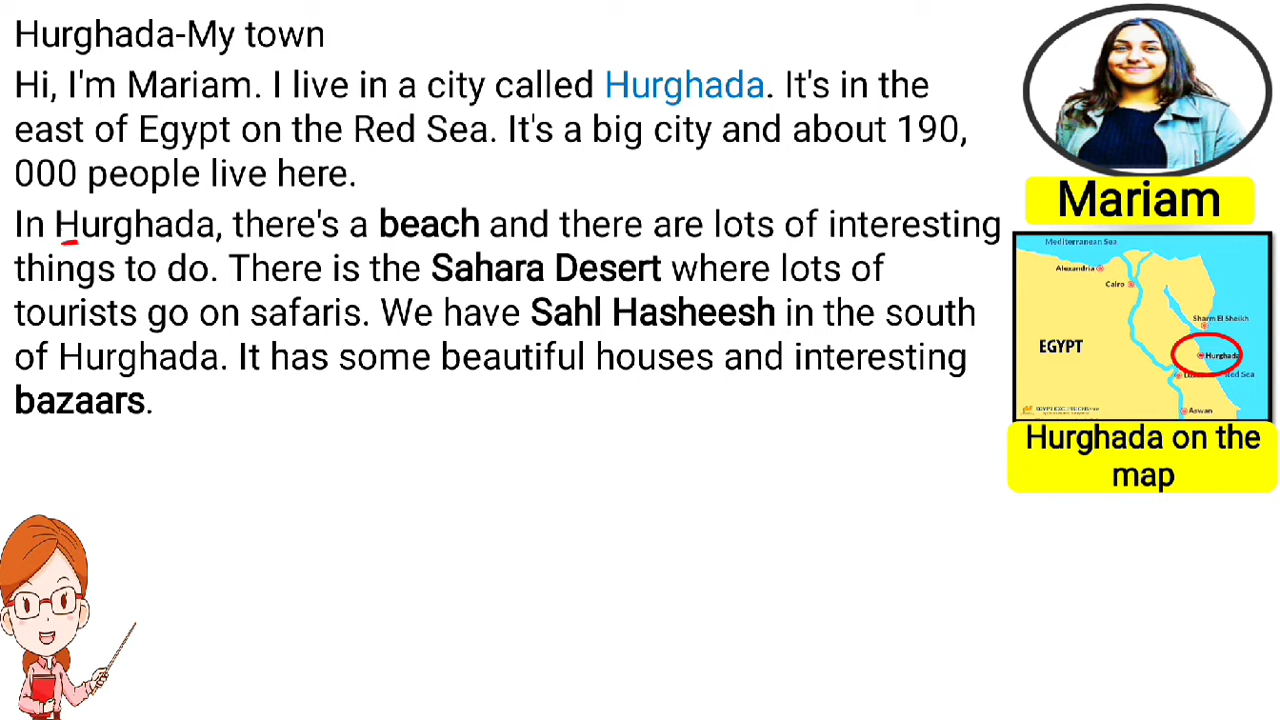 Hurghada-My town
Hi, I'm Mariam. I live in a city called Hurghada. It's in the
east of Egypt on the Red Sea. It's a big city and about 190,
000 people live here.
In Hurghada, there's a beach and there are lots of interesting
things to do. There is the Sahara Desert where lots of
tourists go on safaris. We have Sahl Hasheesh in the south
of Hurghada. It has some beautiful houses and interesting
bazaars.
Mariam
Mediterranean Sea
Alexandria
Cairo
Sharm El Sheikh
EGYPT
Hurghada
Red Sea
Aswan
Hurghada on the
map